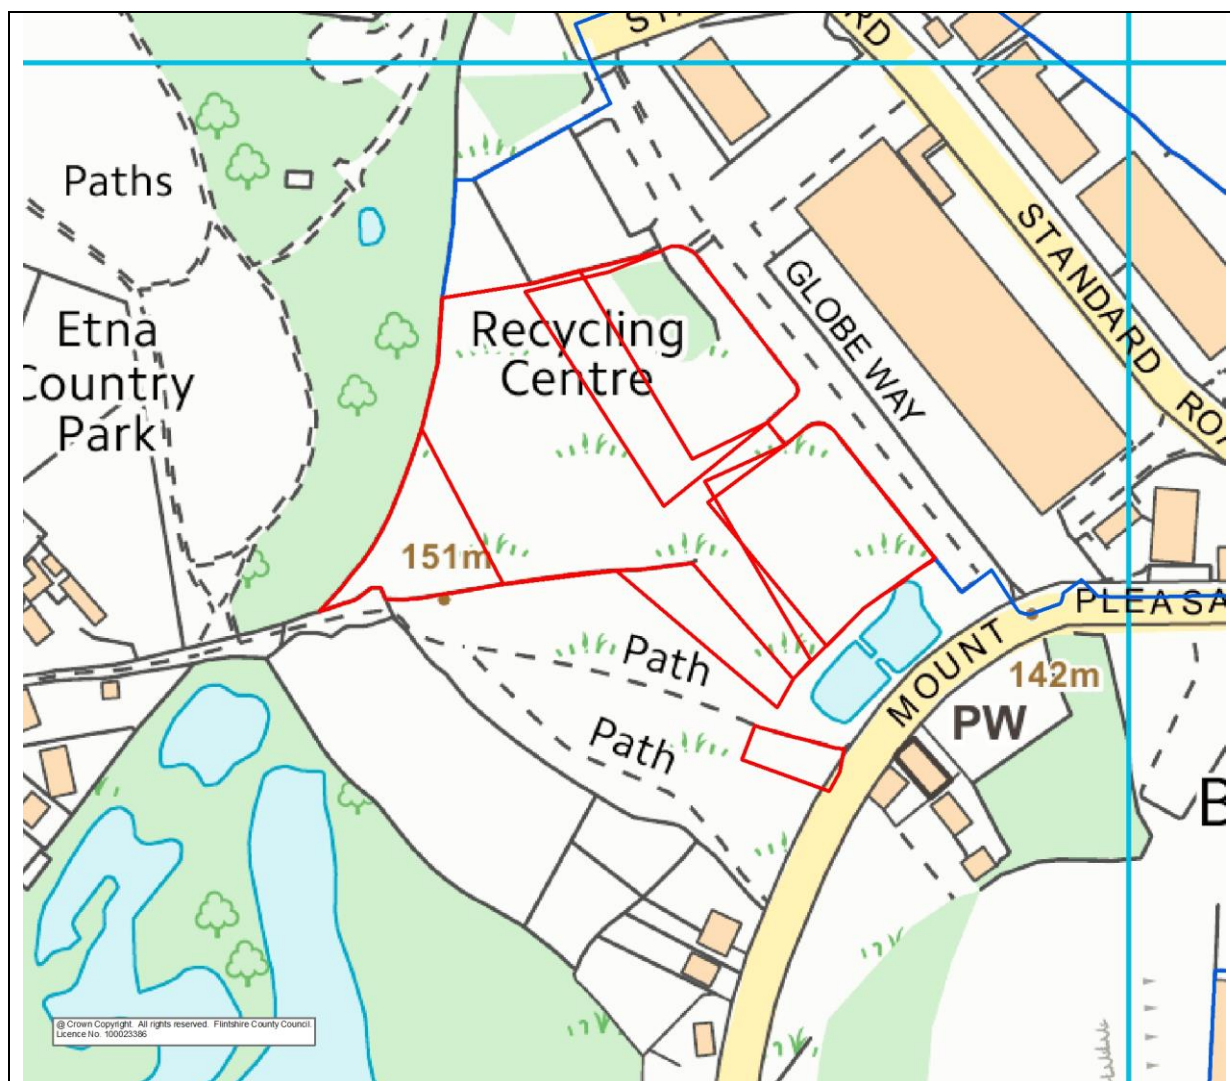 STANDARD ROA
Paths
Etna
Country
Park
Recycling
Centre
GLOBE WAY
151m
Path
Path
MOUNT PLEASA
142m
PW
B
@ Crown Copyright. All rights reserved. Flintshire County Council.
Licence No. 100023386